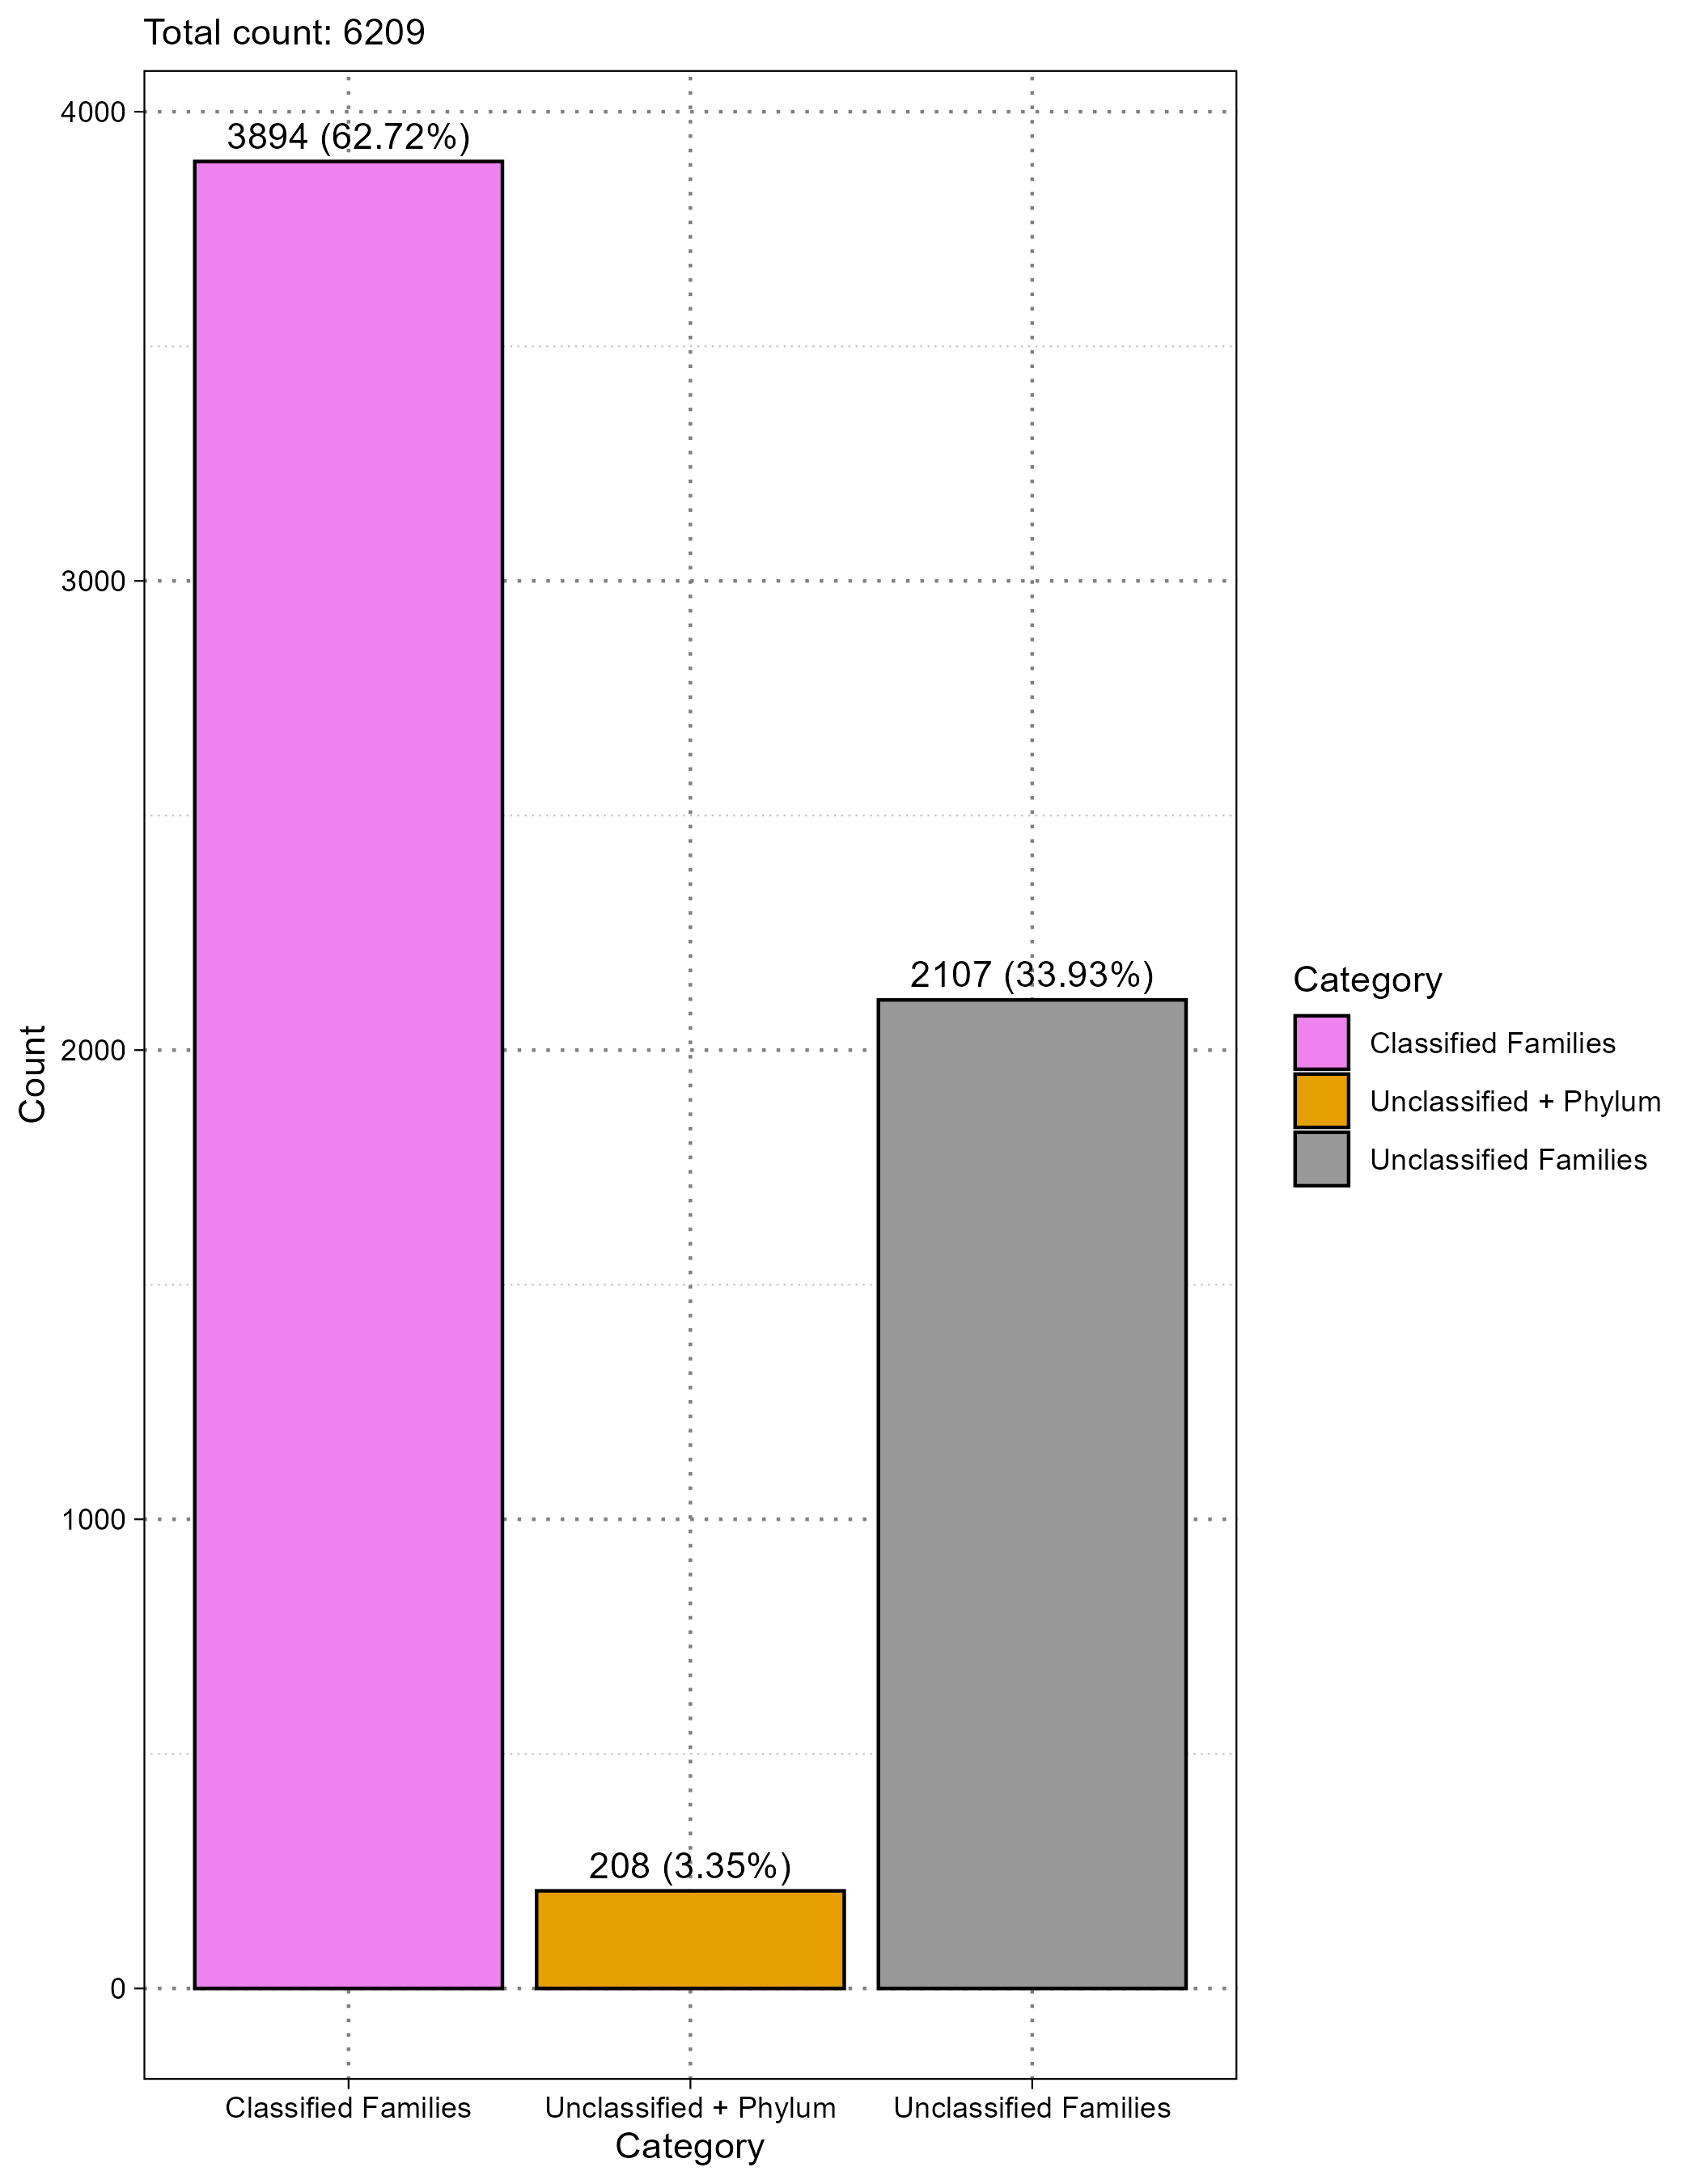 Total count: 6209
4000
3894 (62.72%)
3000
2107 (33.93%)
2000
1000
208 (3.35%)
0
Count
Classified Families
Unclassified + Phylum
Unclassified Families
Category
Category
Classified Families
Unclassified + Phylum
Unclassified Families